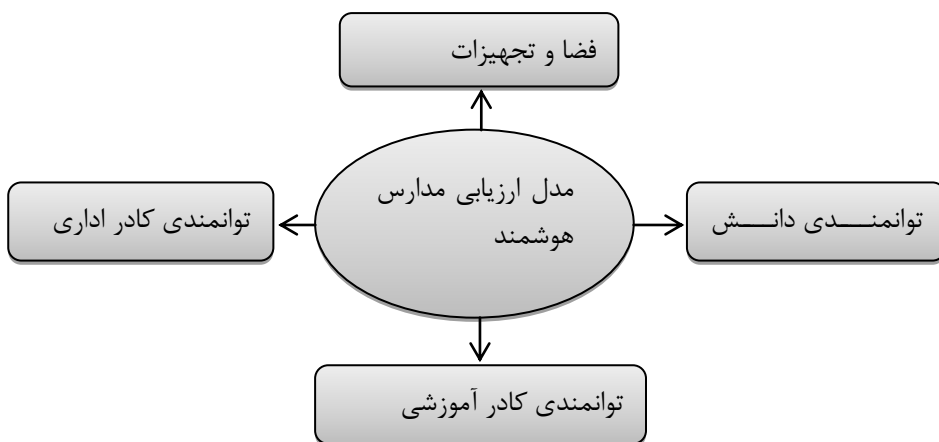 فضا و تجهیزات
مدل ارزیابی مدارس
هوشمند
توانمندی دانش
توانمندی کادر اداری
توانمندی کادر آموزشی